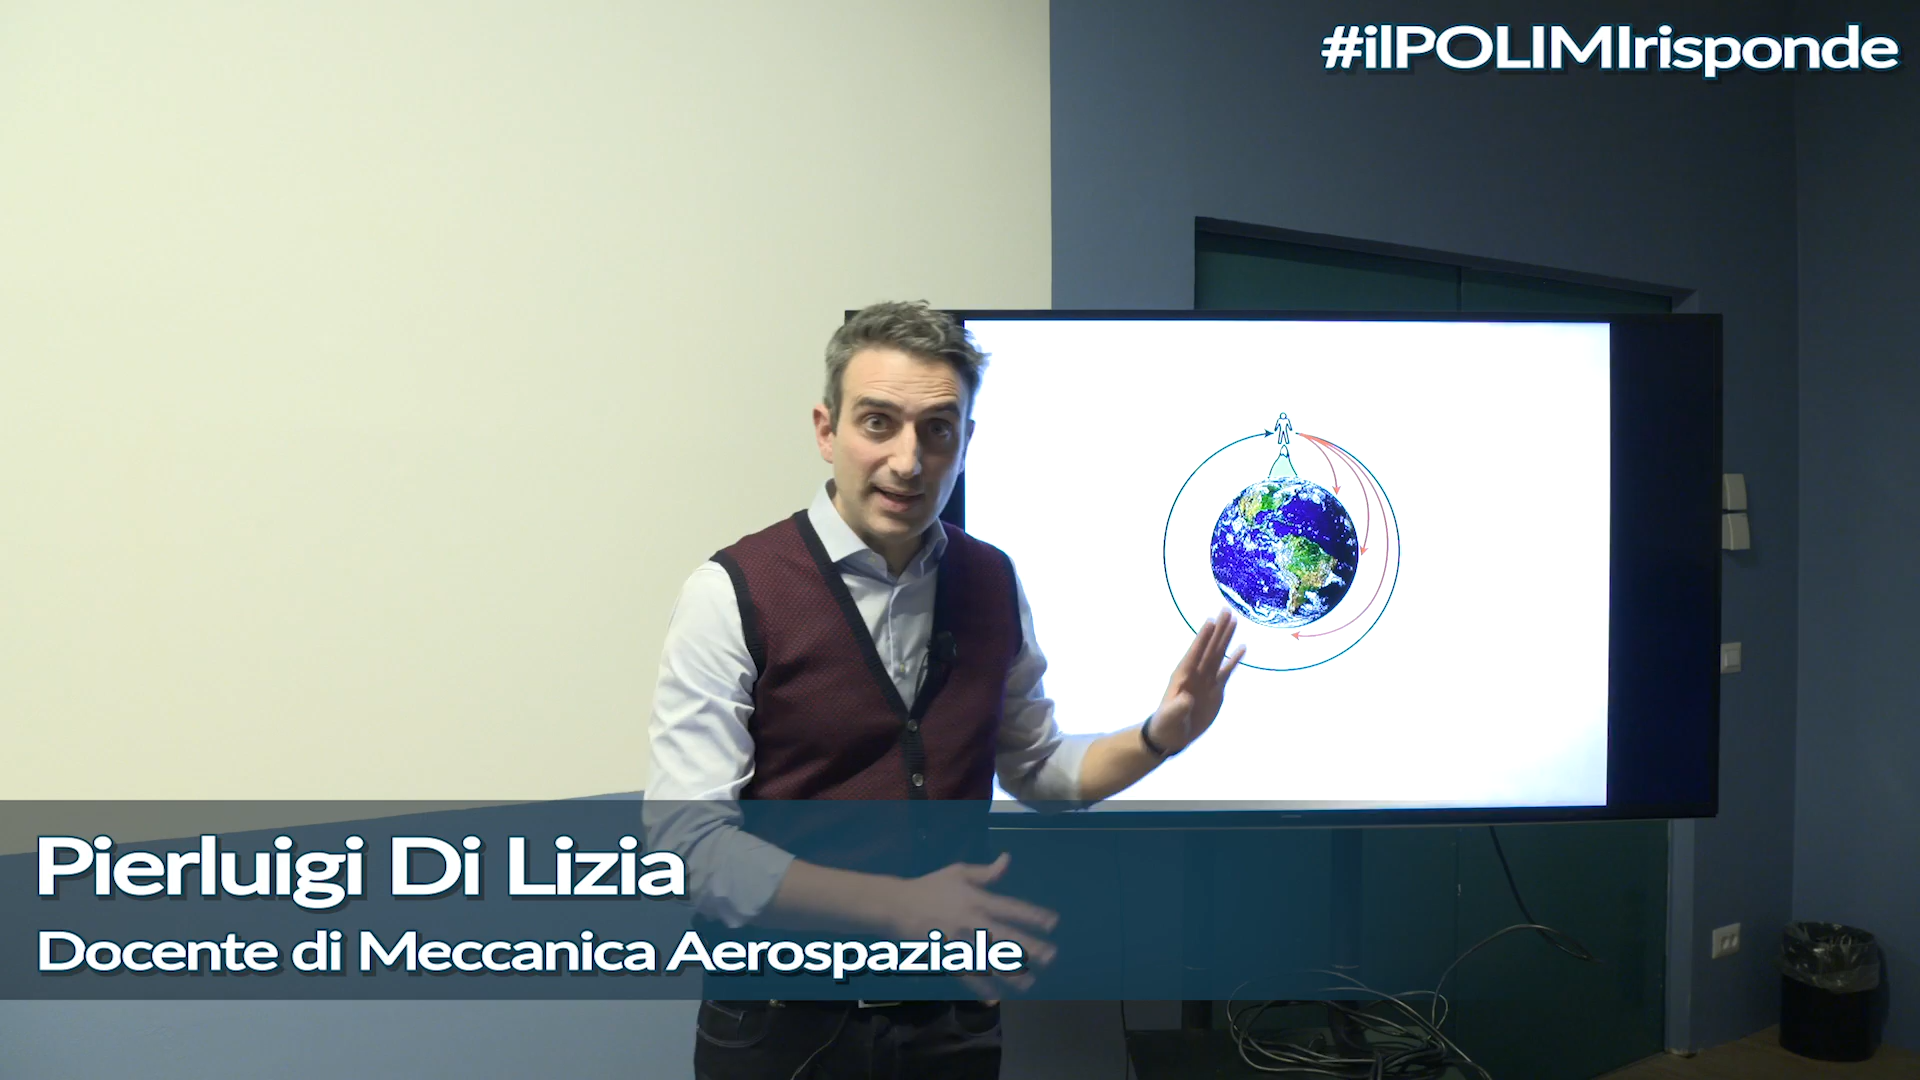 #ilPOLIMIrisponde
Pierluigi Di Lizia
Docente di Meccanica Aerospaziale